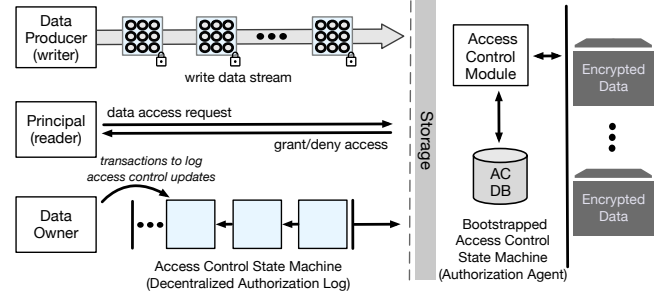 Data
Producer
(writer)
write data stream
Principal
(reader)
data access request
grant/deny access
transactions to log
access control updates
Data
Owner
Access Control State Machine
(Decentralized Authorization Log)
Storage
Access
Control
Module
AC
DB
Bootstrapped
Access Control
State Machine
(Authorization Agent)
Encrypted
Data
Encrypted
Data